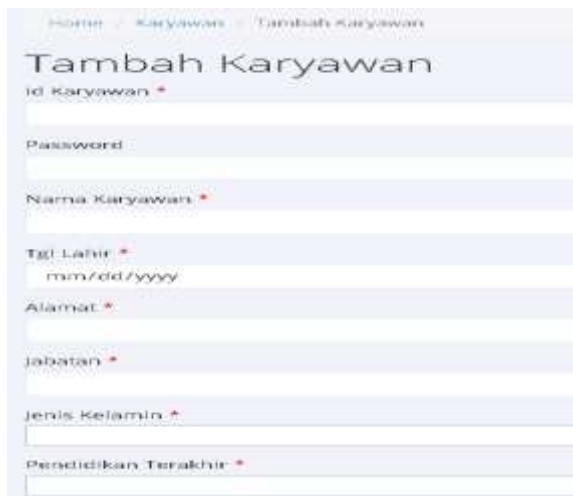 Home / Karyawan / Tambah Karyawan
Tambah Karyawan
Id Karyawan *
Password
Nama Karyawan *
Tgl Lahir *
mm/dd/yyyy
Alamat *
Jabatan *
Jenis Kelamin *
Pendidikan Terakhir *